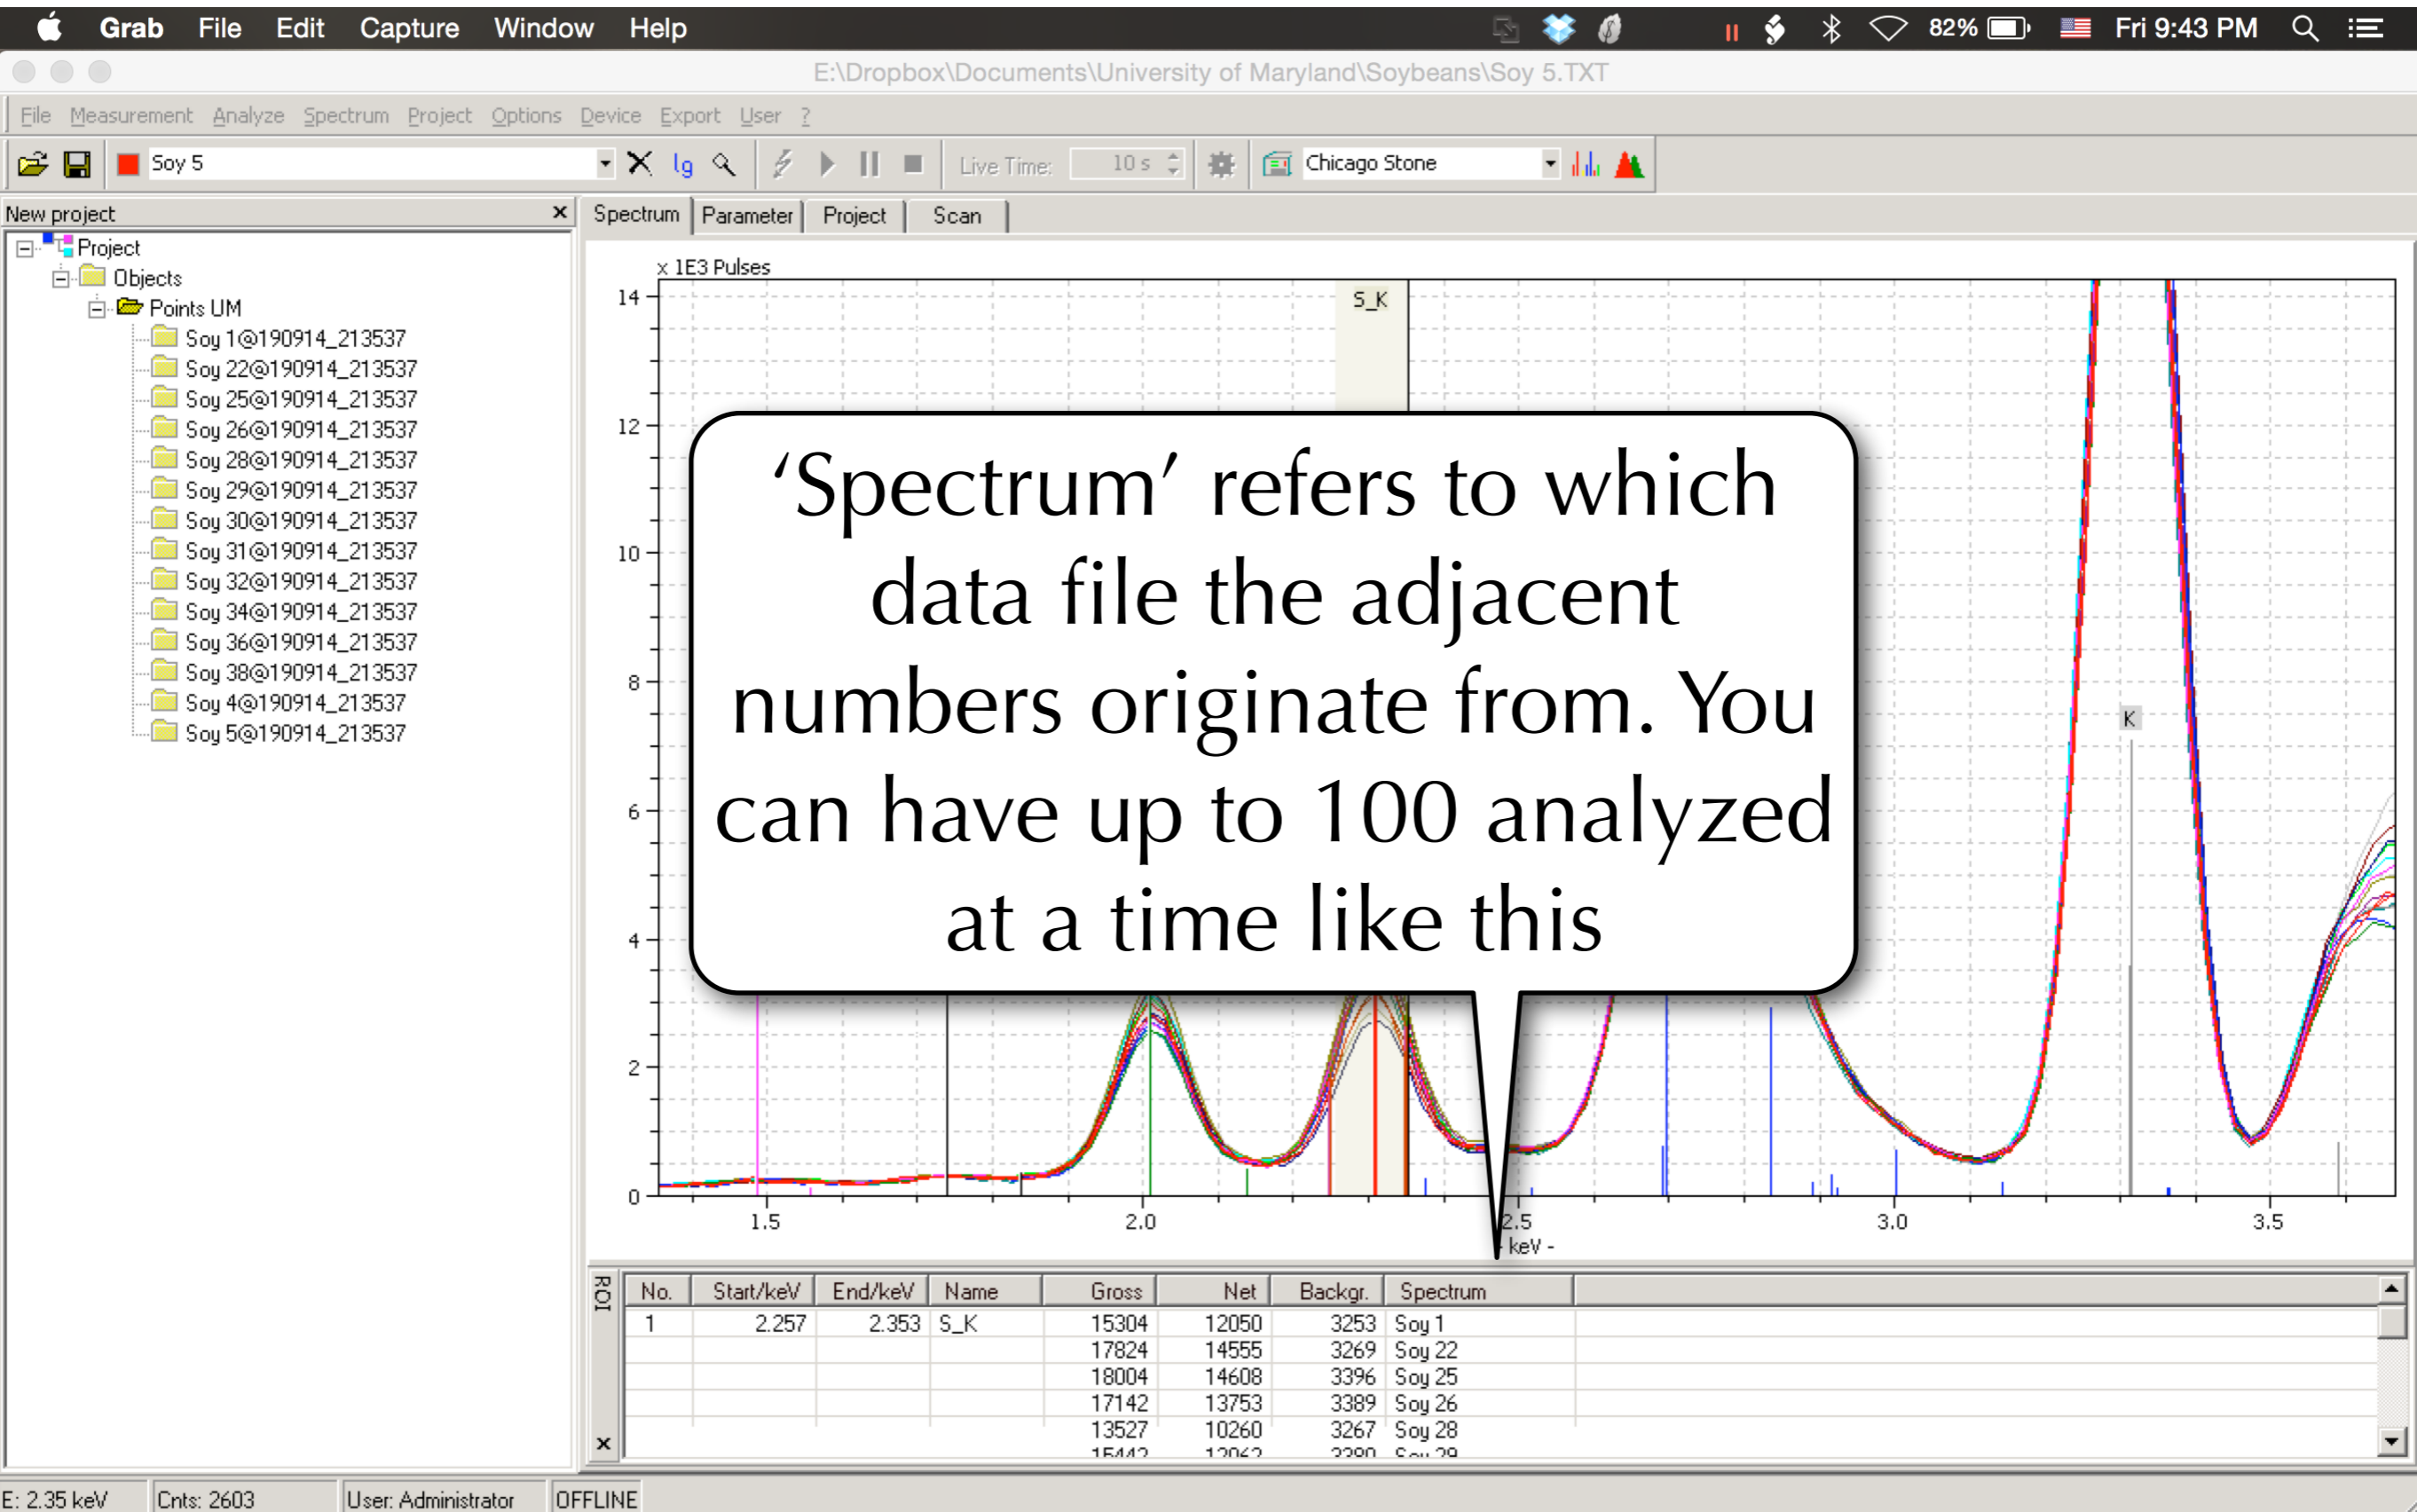 Grab File Edit Capture Window Help 82% Fri 9:43 PM
E:\Dropbox\Documents\University of Maryland\Soybeans\Soy 5.TXT
File Measurement Analyze Spectrum Project Options Device Export User ?
Soy 5 lg Live Time: 10 s Chicago Stone
New project
Spectrum Parameter Project Scan
Project
Objects
Points UM
Soy 1@190914_213537
Soy 22@190914_213537
Soy 25@190914_213537
Soy 26@190914_213537
Soy 28@190914_213537
Soy 29@190914_213537
Soy 30@190914_213537
Soy 31@190914_213537
Soy 32@190914_213537
Soy 34@190914_213537
Soy 36@190914_213537
Soy 38@190914_213537
Soy 4@190914_213537
Soy 5@190914_213537
x 1E3 Pulses
14
12
10
8
6
4
2
0
S_K
K
‘Spectrum’ refers to which
data file the adjacent
numbers originate from. You
can have up to 100 analyzed
at a time like this
1.5 2.0 2.5 3.0 3.5
- keV -
ROI
No. Start/keV End/keV Name Gross Net Backgr. Spectrum
1 2.257 2.353 S_K 15304 12050 3253 Soy 1
17824 14555 3269 Soy 22
18004 14608 3396 Soy 25
17142 13753 3389 Soy 26
13527 10260 3267 Soy 28
15442 12062 3380 Soy 29
E: 2.35 keV Cnts: 2603 User: Administrator OFFLINE